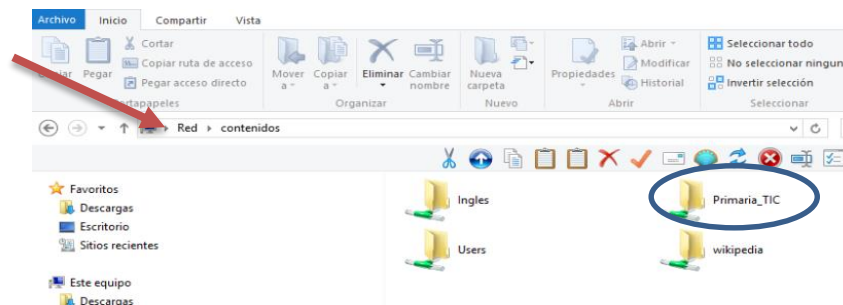 Archivo Inicio Compartir Vista
Cortar
Copiar ruta de acceso
Pegar acceso directo
Pegar
Mover a
Copiar a
Eliminar
Cambiar nombre
Nueva carpeta
Propiedades
Abrir
Modificar
Historial
Seleccionar todo
No seleccionar ningun
Invertir selección
Organizar Nuevo Abrir Seleccionar
Red contenidos
Favoritos
Descargas
Escritorio
Sitios recientes
Este equipo
Descargas
Ingles Primaria_TIC
Users wikipedia